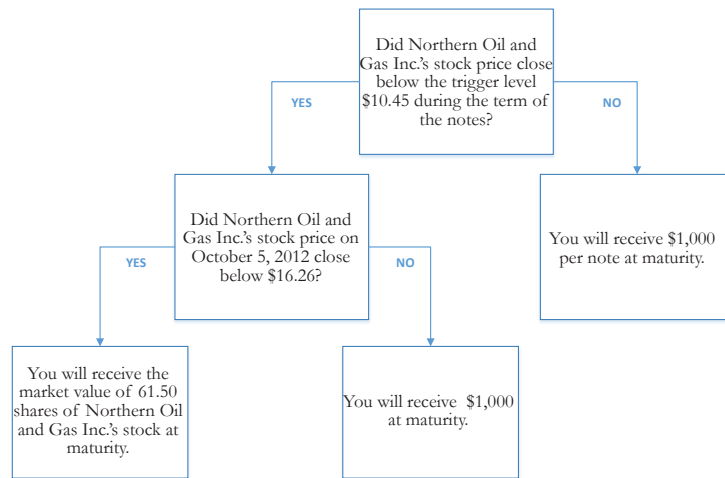 Did Northern Oil and
Gas Inc.'s stock price close
below the trigger level
$10.45 during the term of
the notes?
YES
NO
Did Northern Oil and
Gas Inc.'s stock price on
October 5, 2012 close
below $16.26?
You will receive $1,000
per note at maturity.
YES
NO
You will receive the
market value of 61.50
shares of Northern Oil
and Gas Inc.'s stock at
maturity.
You will receive $1,000
at maturity.